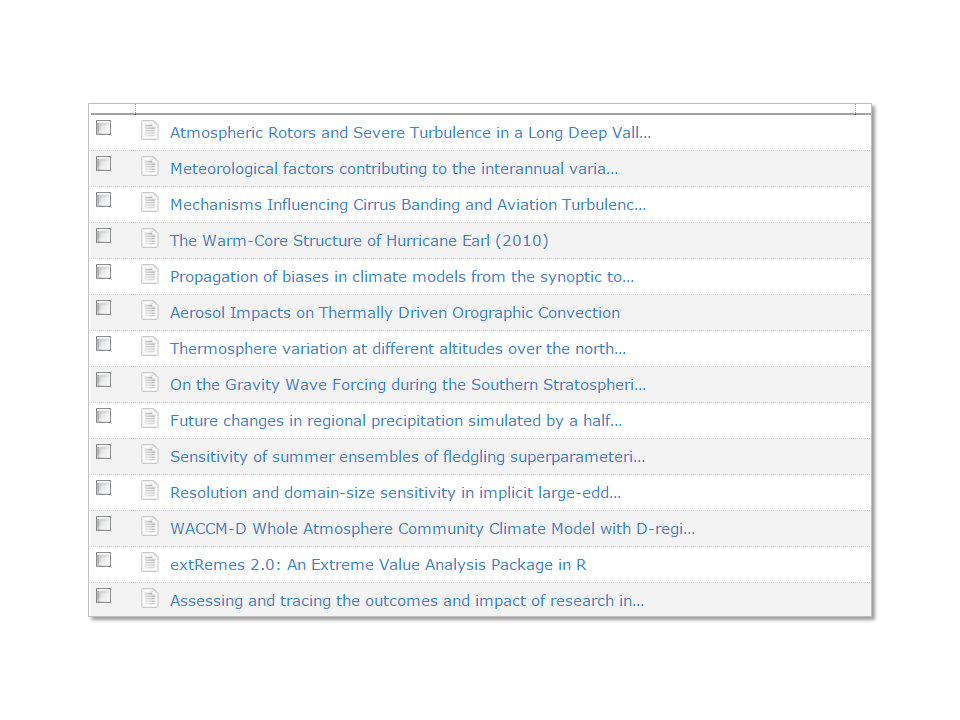 Atmospheric Rotors and Severe Turbulence in a Long Deep Vall...
Meteorological factors contributing to the interannual varia...
Mechanisms Influencing Cirrus Banding and Aviation Turbulenc...
The Warm-Core Structure of Hurricane Earl (2010)
Propagation of biases in climate models from the synoptic to...
Aerosol Impacts on Thermally Driven Orographic Convection
Thermosphere variation at different altitudes over the north...
On the Gravity Wave Forcing during the Southern Stratospheri...
Future changes in regional precipitation simulated by a half...
Sensitivity of summer ensembles of fledgling superparameteri...
Resolution and domain-size sensitivity in implicit large-edd...
WACCM-D Whole Atmosphere Community Climate Model with D-regi...
extRemes 2.0: An Extreme Value Analysis Package in R
Assessing and tracing the outcomes and impact of research in...